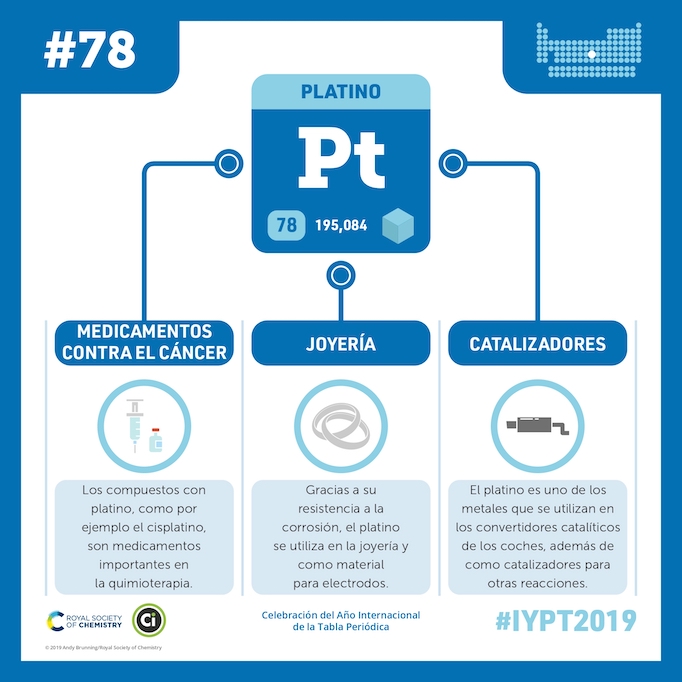 #78
PLATINO
Pt
78 195,084
MEDICAMENTOS
CONTRA EL CÁNCER
Los compuestos con
platino, como por
ejemplo el cisplatino,
son medicamentos
importantes en
la quimioterapia.
JOYERÍA
Gracias a su
resistencia a la
corrosión, el platino
se utiliza en la joyería y
como material
para electrodos.
CATALIZADORES
El platino es uno de los
metales que se utilizan en
los convertidores catalíticos
de los coches, además de
como catalizadores para
otras reacciones.
ROYAL SOCIETY
OF CHEMISTRY
Ci
Celebración del Año Internacional
de la Tabla Periódica
#IYPT2019
© 2019 Andy Brunning/Royal Society of Chemistry